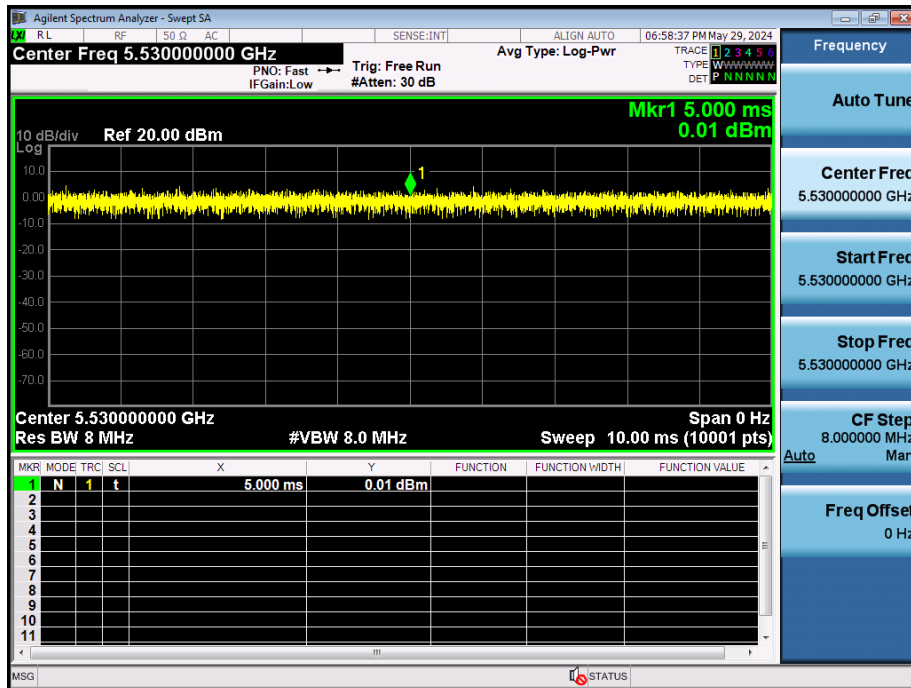 Agilent Spectrum Analyzer - Swept SA
LXI RL RF 50 Ω AC SENSE:INT ALIGN AUTO 06:58:37 PM May 29, 2024
Center Freq 5.530000000 GHz
PNO: Fast
IFGain:Low
Trig: Free Run
#Atten: 30 dB
Avg Type: Log-Pwr
TRACE 1 2 3 4 5 6
TYPE WWWWWWW
DET P N N N N N
Mkr1 5.000 ms
0.01 dBm
10 dB/div Ref 20.00 dBm
Log
10.0
0.00
-10.0
-20.0
-30.0
-40.0
-50.0
-60.0
-70.0
1
Center 5.530000000 GHz Span 0 Hz
Res BW 8 MHz #VBW 8.0 MHz Sweep 10.00 ms (10001 pts)
MKR MODE TRC SCL X Y FUNCTION FUNCTION WIDTH FUNCTION VALUE
1 N 1 t 5.000 ms 0.01 dBm
2
3
4
5
6
7
8
9
10
11
MSG STATUS
Frequency
Auto Tune
Center Freq
5.530000000 GHz
Start Freq
5.530000000 GHz
Stop Freq
5.530000000 GHz
CF Step
8.000000 MHz
Auto Man
Freq Offset
0 Hz